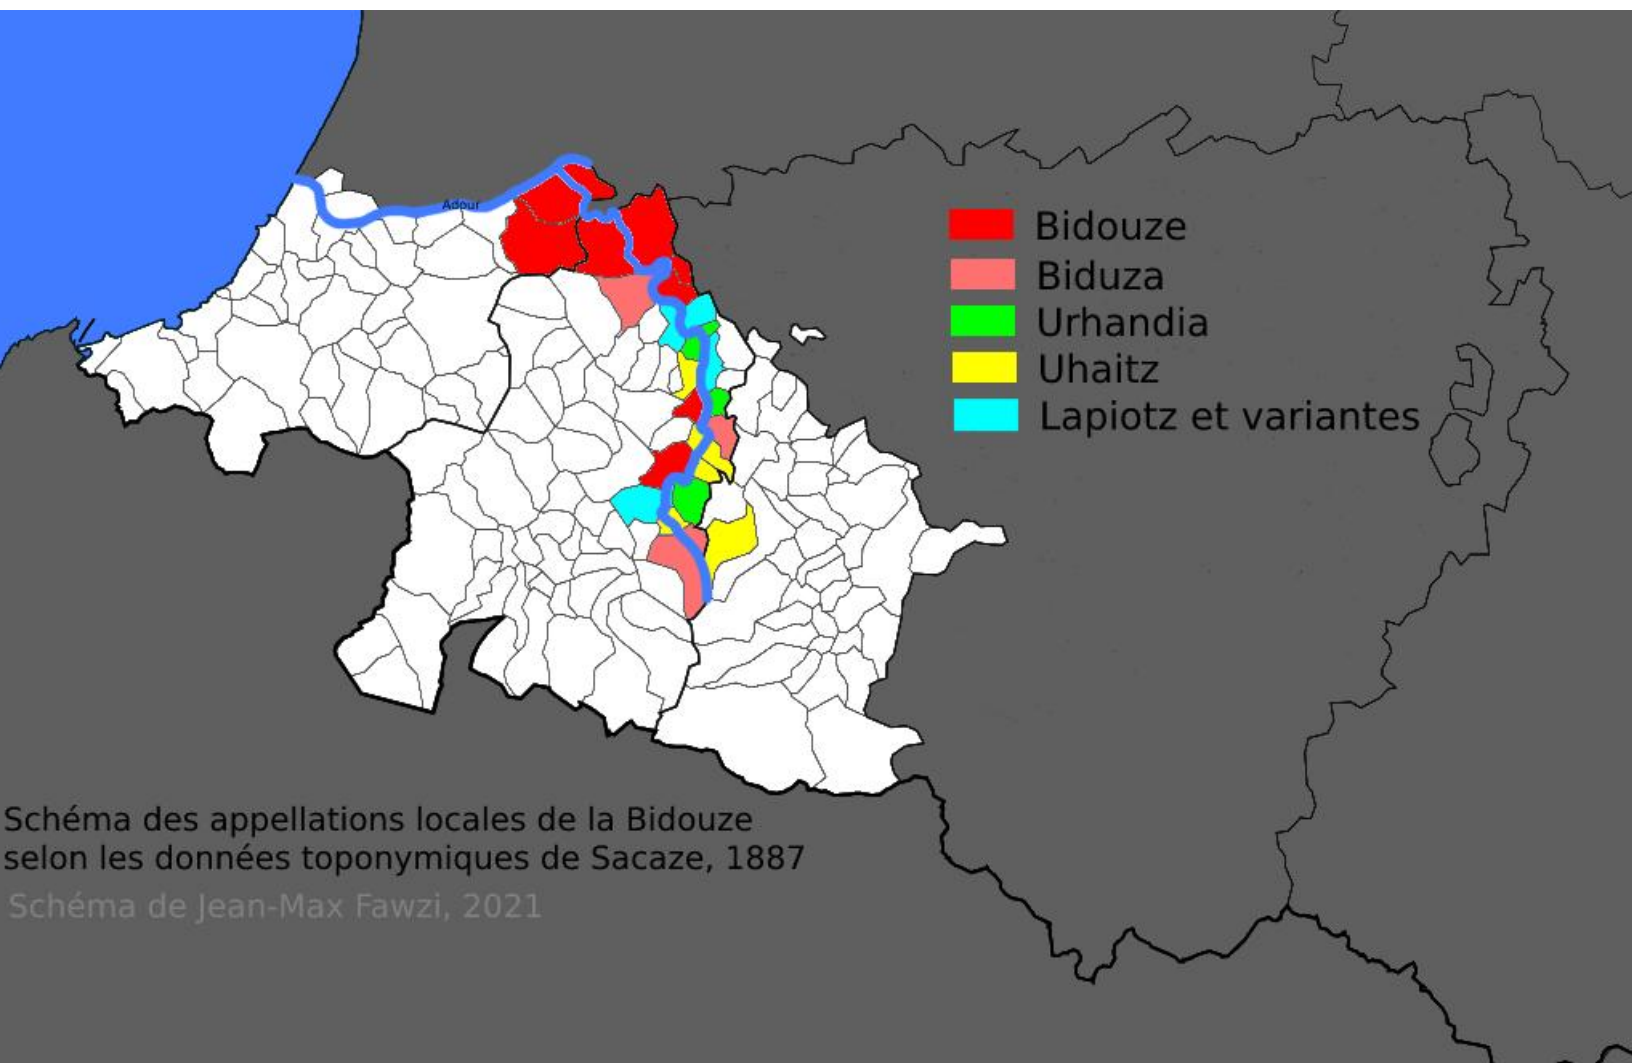 Adour
Bidouze
Biduza
Urhandia
Uhaitz
Lapiotz et variantes
Schéma des appellations locales de la Bidouze
selon les données toponymiques de Sacaze, 1887
Schéma de Jean-Max Fawzi, 2021